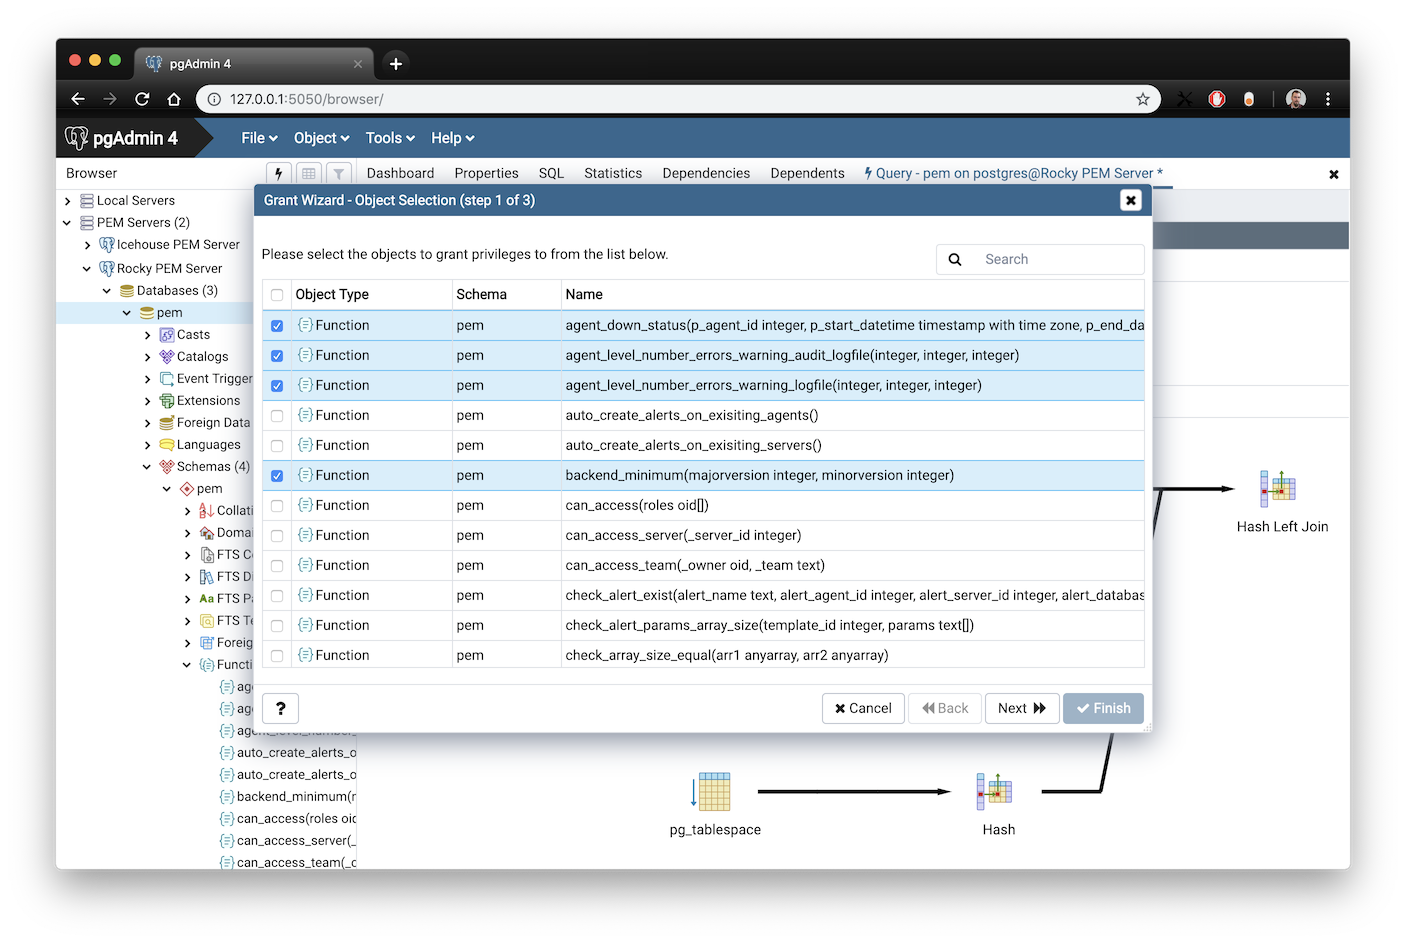 pgAdmin 4
127.0.0.1:5050/browser/
pgAdmin 4
File Object Tools Help
Browser
Dashboard Properties SQL Statistics Dependencies Dependents Query - pem on postgres@Rocky PEM Server *
Local Servers
PEM Servers (2)
Icehouse PEM Server
Rocky PEM Server
Databases (3)
pem
Casts
Catalogs
Event Trigger
Extensions
Foreign Data
Languages
Schemas (4)
pem
Collati
Domai
FTS C
FTS Di
FTS Pa
FTS Te
Foreig
Functi
age
age
agent_level_number_
auto_create_alerts_o
auto_create_alerts_o
backend_minimum(r
can_access(roles oid
can_access_server(_
can_access_team(_c
Grant Wizard - Object Selection (step 1 of 3)
Please select the objects to grant privileges to from the list below.
Search
Object Type Schema Name
Function pem agent_down_status(p_agent_id integer, p_start_datetime timestamp with time zone, p_end_da
Function pem agent_level_number_errors_warning_audit_logfile(integer, integer, integer)
Function pem agent_level_number_errors_warning_logfile(integer, integer, integer)
Function pem auto_create_alerts_on_exisiting_agents()
Function pem auto_create_alerts_on_exisiting_servers()
Function pem backend_minimum(majorversion integer, minorversion integer)
Function pem can_access(roles oid[])
Function pem can_access_server(_server_id integer)
Function pem can_access_team(_owner oid, _team text)
Function pem check_alert_exist(alert_name text, alert_agent_id integer, alert_server_id integer, alert_databas
Function pem check_alert_params_array_size(template_id integer, params text[])
Function pem check_array_size_equal(arr1 anyarray, arr2 anyarray)
? Cancel Back Next Finish
Hash Left Join
pg_tablespace
Hash